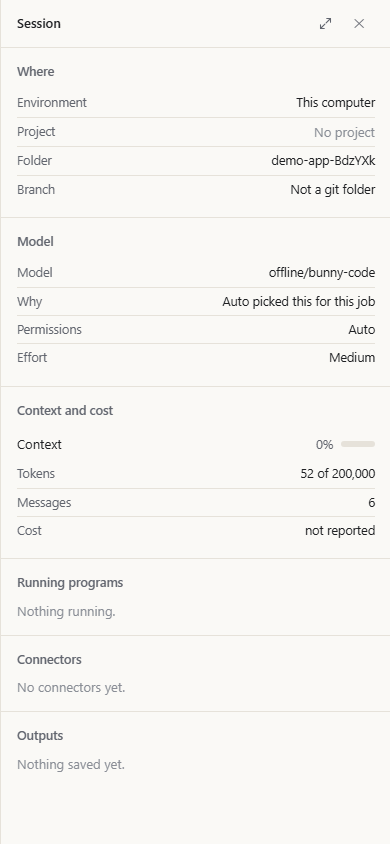 Session
Where
Environment This computer
Project No project
Folder demo-app-BdzYXk
Branch Not a git folder
Model
Model offline/bunny-code
Why Auto picked this for this job
Permissions Auto
Effort Medium
Context and cost
Context 0%
Tokens 52 of 200,000
Messages 6
Cost not reported
Running programs
Nothing running.
Connectors
No connectors yet.
Outputs
Nothing saved yet.